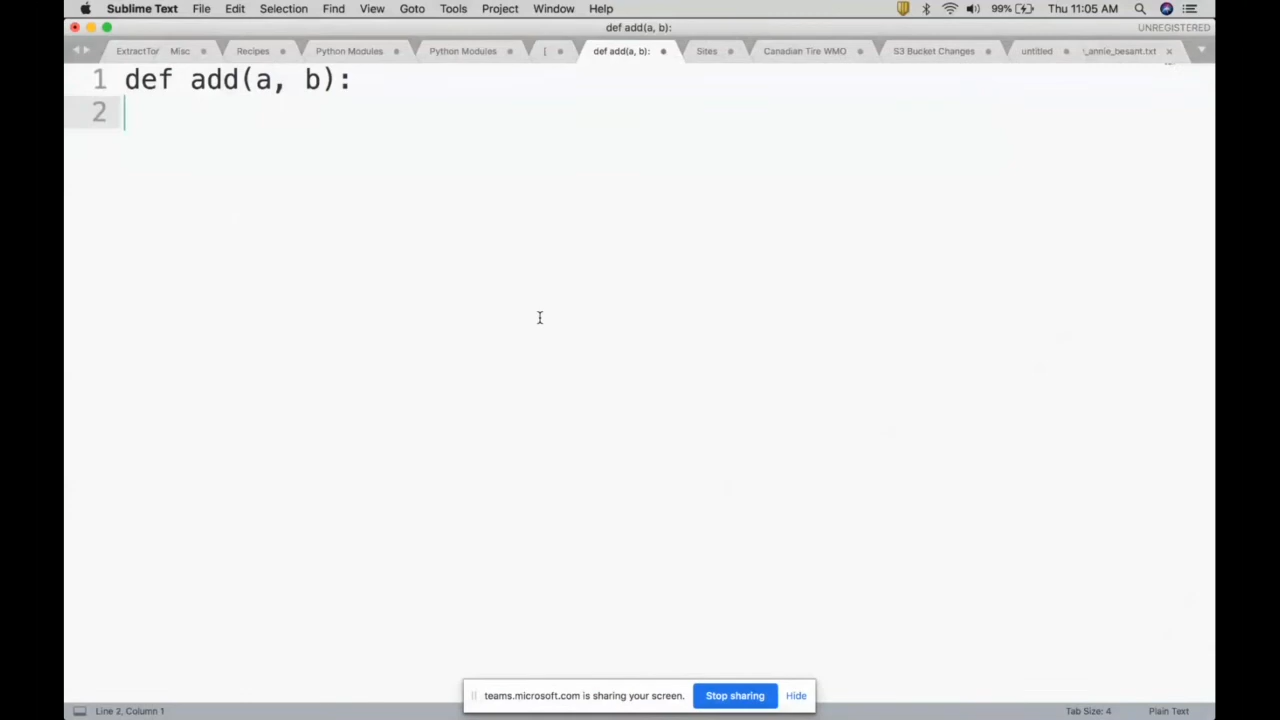 Sublime Text File Edit Selection Find View Goto Tools Project Window Help 99% Thu 11:05 AM
def add(a, b): UNREGISTERED
ExtractTor Misc Recipes Python Modules Python Modules [ def add(a, b): Sites Canadian Tire WMO S3 Bucket Changes untitled _annie_besant.txt
1 def add(a, b):
2
teams.microsoft.com is sharing your screen. Stop sharing Hide
Line 2, Column 1 Tab Size: 4 Plain Text